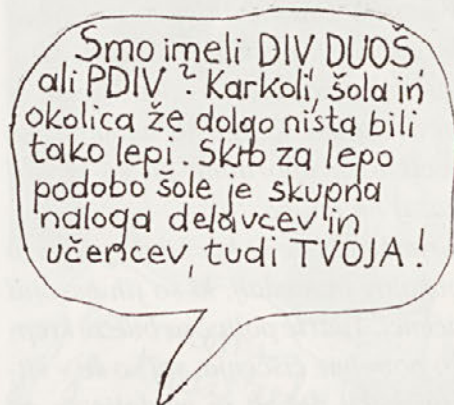 Smo imeli DIV DUOŠ
ali PDIV? Karkoli, šola in
okolica že dolgo nista bili
tako lepi. Skrb za lepo
podobo šole je skupna
naloga delavcev in
učencev, tudi TVOJA!